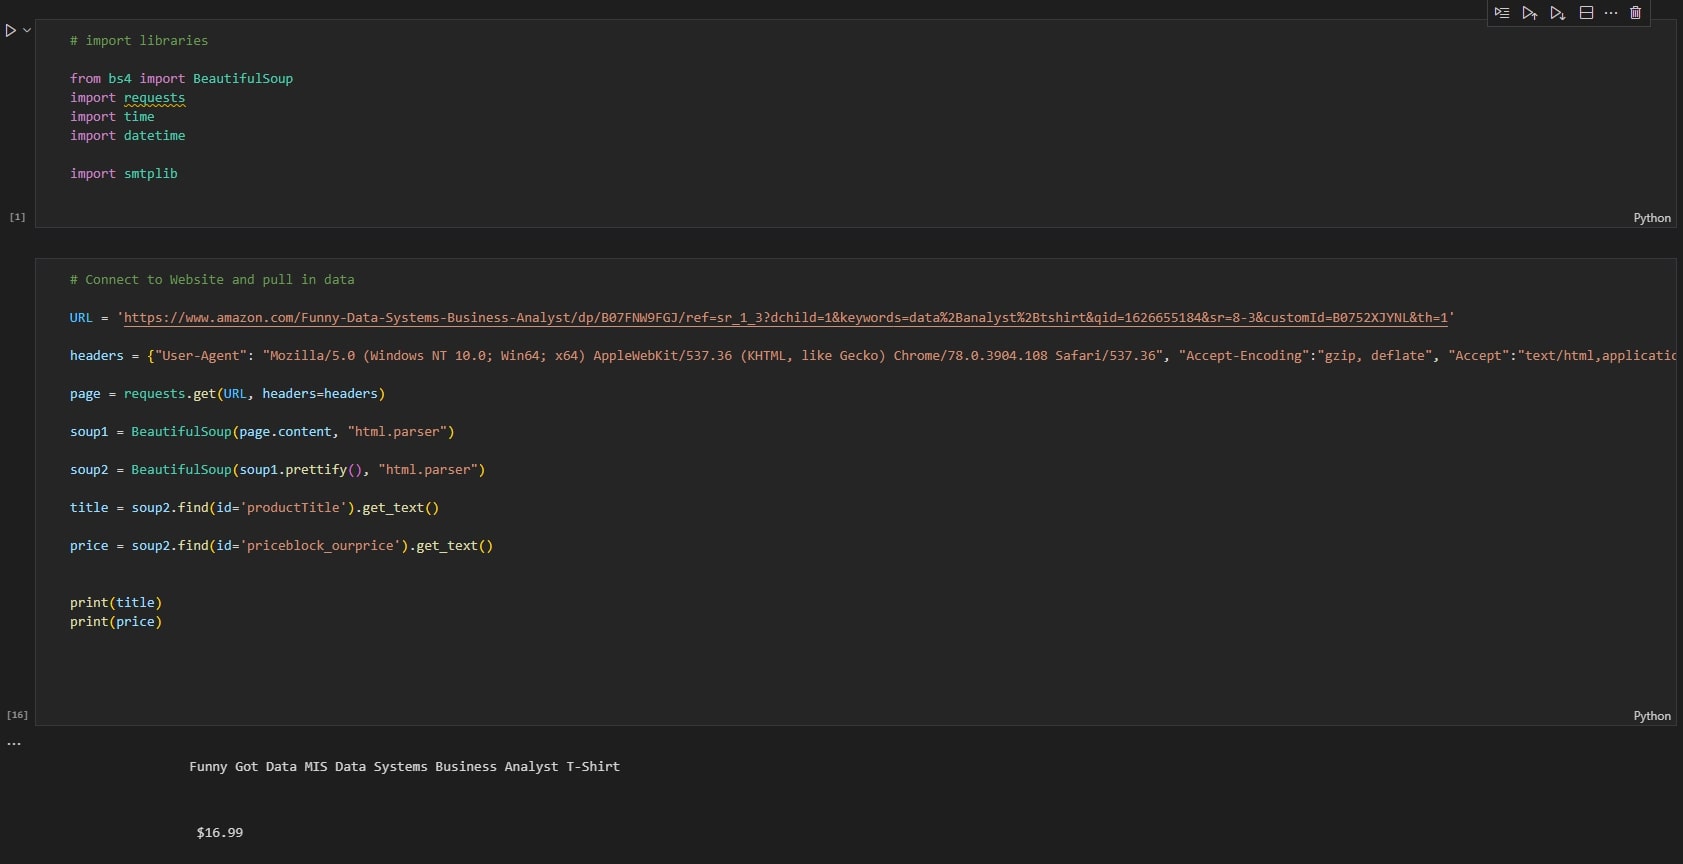 # import libraries
from bs4 import BeautifulSoup
import requests
import time
import datetime
import smtplib
[1]
Python
# Connect to Website and pull in data
URL = 'https://www.amazon.com/Funny-Data-Systems-Business-Analyst/dp/B07FNW9FGJ/ref=sr_1_3?dchild=1&keywords=data%2Banalyst%2Btshirt&qid=1626655184&sr=8-3&customId=B0752XJYNL&th=1'
headers = {"User-Agent": "Mozilla/5.0 (Windows NT 10.0; Win64; x64) AppleWebKit/537.36 (KHTML, like Gecko) Chrome/78.0.3904.108 Safari/537.36", "Accept-Encoding":"gzip, deflate", "Accept":"text/html,applicatio
page = requests.get(URL, headers=headers)
soup1 = BeautifulSoup(page.content, "html.parser")
soup2 = BeautifulSoup(soup1.prettify(), "html.parser")
title = soup2.find(id='productTitle').get_text()
price = soup2.find(id='priceblock_ourprice').get_text()
print(title)
print(price)
[16]
Python
...
Funny Got Data MIS Data Systems Business Analyst T-Shirt
$16.99